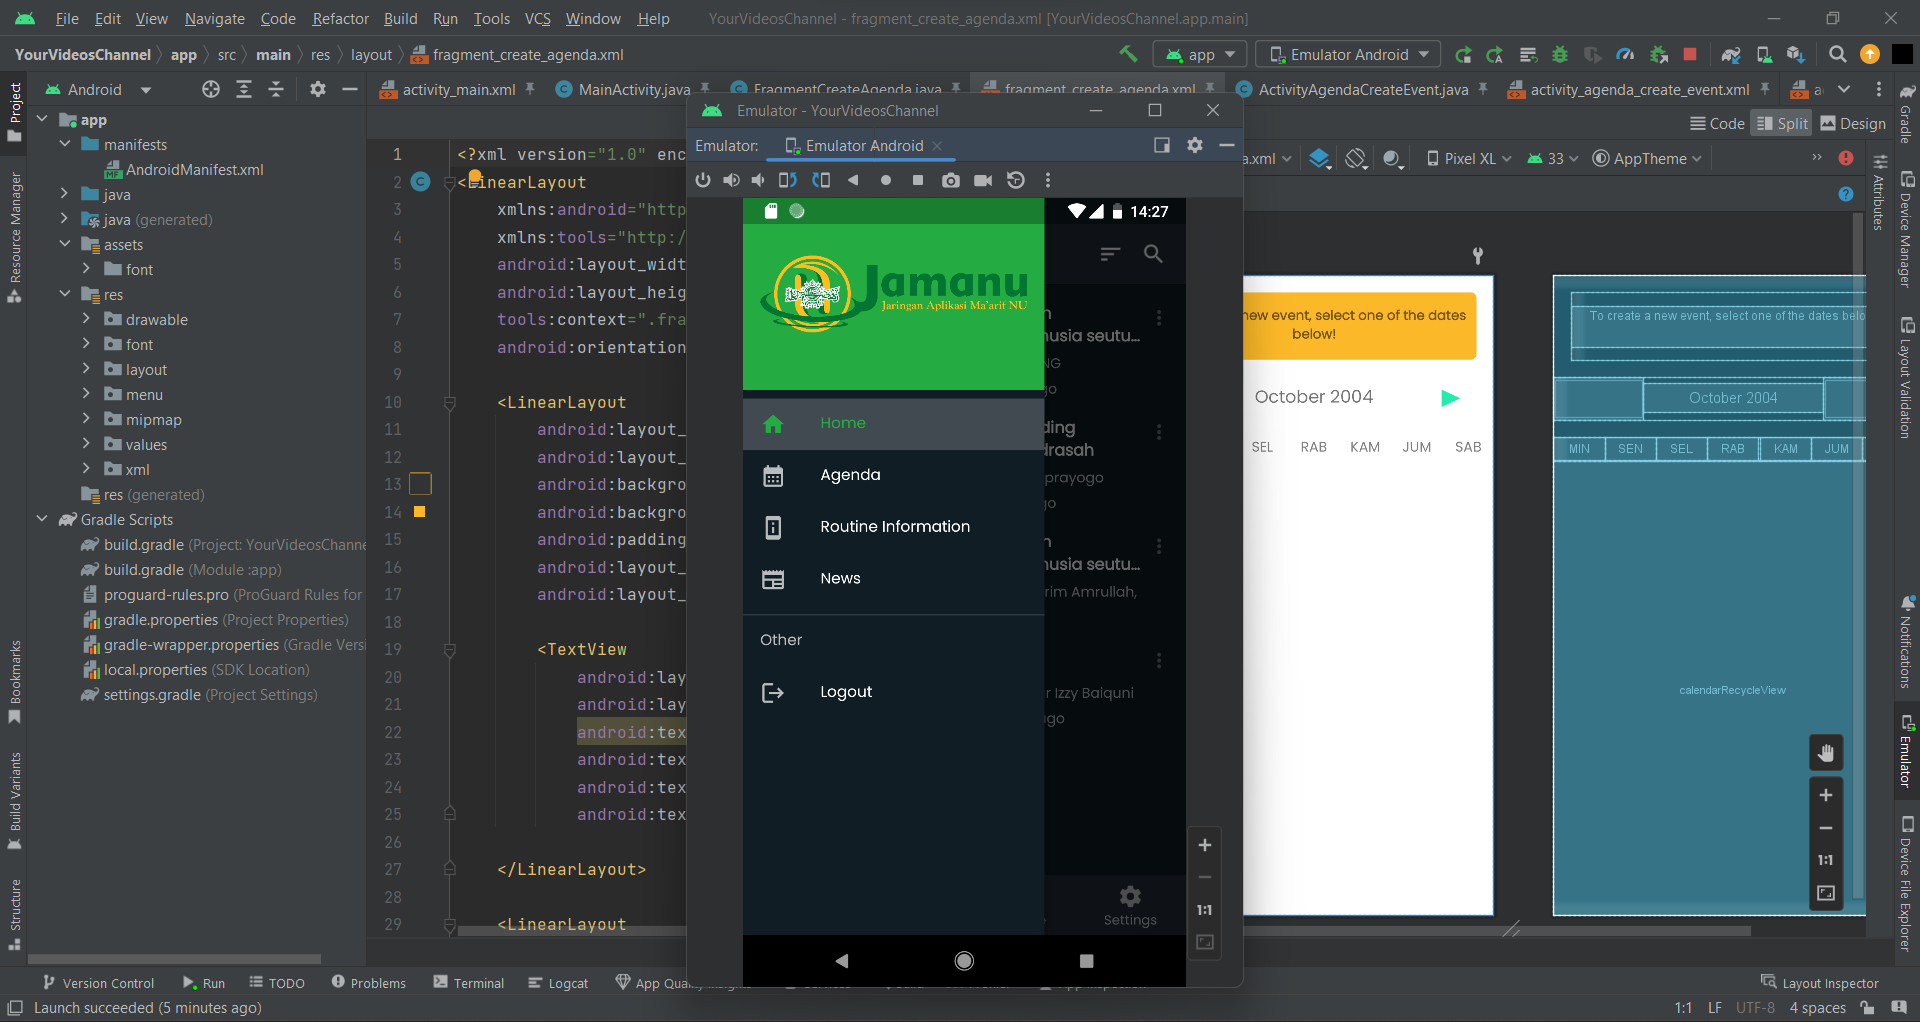 File Edit View Navigate Code Refactor Build Run Tools VCS Window Help YourVideosChannel - fragment_create_agenda.xml [YourVideosChannel.app.main]
YourVideosChannel app src main res layout fragment_create_agenda.xml app Emulator Android
Android
activity_main.xml MainActivity.java FragmentCreateAgenda.java fragment_create_agenda.xml ActivityAgendaCreateEvent.java activity_agenda_create_event.xml a
Code Split Design
a.xml Pixel XL 33 AppTheme
Project
Resource Manager
Bookmarks
Build Variants
Structure
app
manifests
AndroidManifest.xml
java
java (generated)
assets
font
res
drawable
font
layout
menu
mipmap
values
xml
res (generated)
Gradle Scripts
build.gradle (Project: YourVideosChanne
build.gradle (Module :app)
proguard-rules.pro (ProGuard Rules for
gradle.properties (Project Properties)
gradle-wrapper.properties (Gradle Versi
local.properties (SDK Location)
settings.gradle (Project Settings)
1 <?xml version="1.0" enc
2 <LinearLayout
3 xmlns:android="http
4 xmlns:tools="http:/
5 android:layout_widt
6 android:layout_heig
7 tools:context=".fra
8 android:orientation
9
10 <LinearLayout
11 android:layout_
12 android:layout_
13 android:backgro
14 android:backgro
15 android:padding
16 android:layout_
17 android:layout_
18
19 <TextView
20 android:lay
21 android:lay
22 android:tex
23 android:tex
24 android:tex
25 android:tex
26
27 </LinearLayout>
28
29 <LinearLayout
Emulator - YourVideosChannel
Emulator: Emulator Android
14:27
Jamanu
Jaringan Aplikasi Ma'arif NU
Home
Agenda
Routine Information
News
Other
Logout
n
nusia seutu...
NG
go
ding
drasah
prayogo
go
n
nusia seutu...
rim Amrullah,
r Izzy Baiquni
ago
Settings
1:1
new event, select one of the dates
below!
October 2004
SEL RAB KAM JUM SAB
To create a new event, select one of the dates belo
October 2004
MIN SEN SEL RAB KAM JUM
calendarRecycleView
1:1
Gradle
Device Manager
Layout Validation
Notifications
Emulator
Device File Explorer
Attributes
Version Control Run TODO Problems Terminal Logcat App Quality Insights Layout Inspector
Launch succeeded (5 minutes ago) 1:1 LF UTF-8 4 spaces